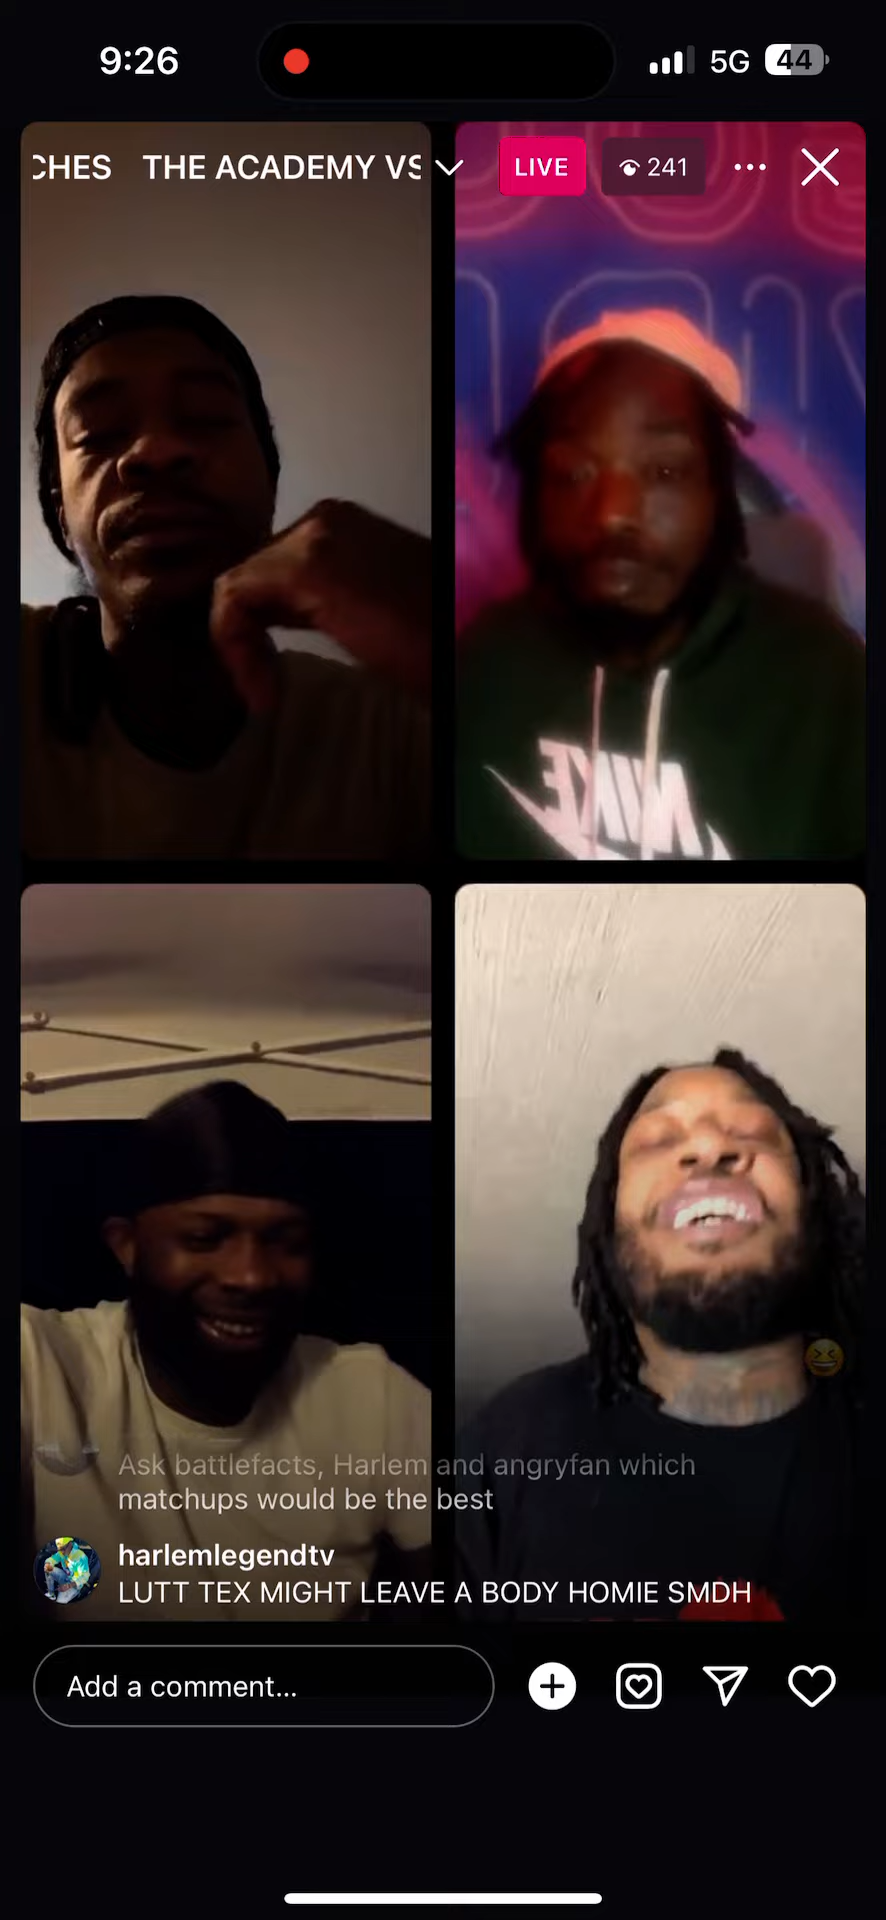 9:26
5G
44
CHES THE ACADEMY VS
LIVE
241
NIKE
Ask battlefacts, Harlem and angryfan which
matchups would be the best
harlemlegendtv
LUTT TEX MIGHT LEAVE A BODY HOMIE SMDH
Add a comment...